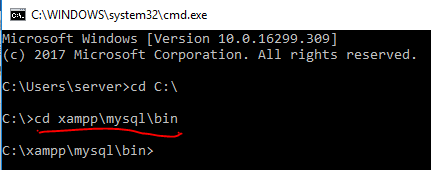 C:\WINDOWS\system32\cmd.exe
Microsoft Windows [Version 10.0.16299.309]
(c) 2017 Microsoft Corporation. All rights reserved.
C:\Users\server>cd C:\
C:\>cd xampp\mysql\bin
C:\xampp\mysql\bin>